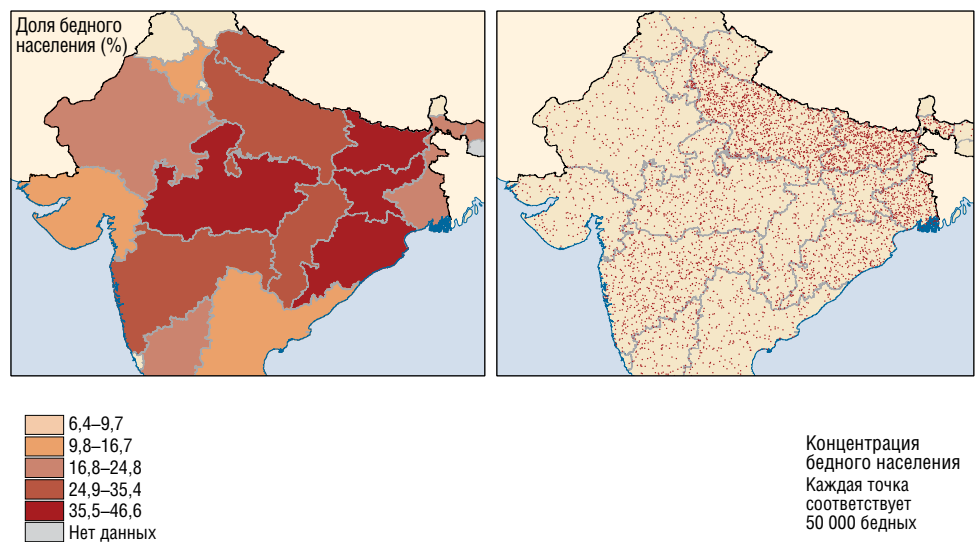 Доля бедного
населения (%)
6,4–9,7
9,8–16,7
16,8–24,8
24,9–35,4
35,5–46,6
Нет данных
Концентрация
бедного населения
Каждая точка
соответствует
50 000 бедных